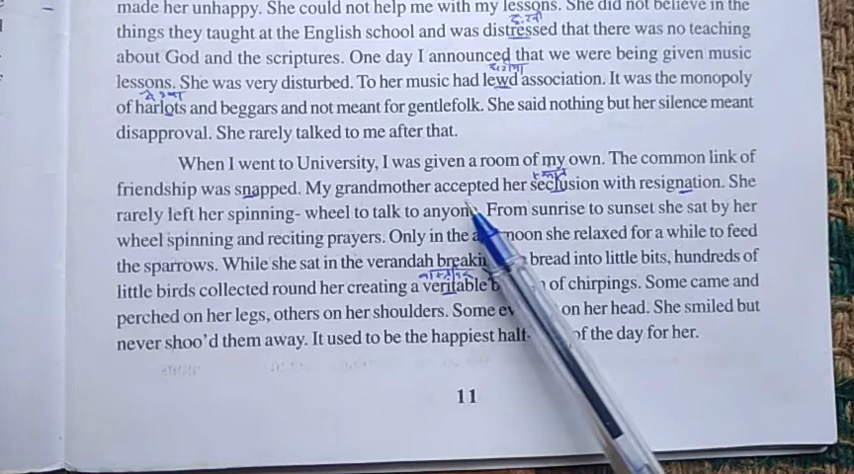 made her unhappy. She could not help me with my lessons. She did not believe in the
दुःखी
things they taught at the English school and was distressed that there was no teaching
about God and the scriptures. One day I announced that we were being given music
lessons. She was very disturbed. To her music had lewd association. It was the monopoly
of harlots and beggars and not meant for gentlefolk. She said nothing but her silence meant
disapproval. She rarely talked to me after that.
When I went to University, I was given a room of my own. The common link of
friendship was snapped. My grandmother accepted her seclusion with resignation. She
rarely left her spinning- wheel to talk to anyon
From sunrise to sunset she sat by her
wheel spinning and reciting prayers. Only in the a noon she relaxed for a while to feed
the sparrows. While she sat in the verandah breaki bread into little bits, hundreds of
little birds collected round her creating a veritable b of chirpings. Some came and
perched on her legs, others on her shoulders. Some ev on her head. She smiled but
never shoo'd them away. It used to be the happiest half- of the day for her.
11